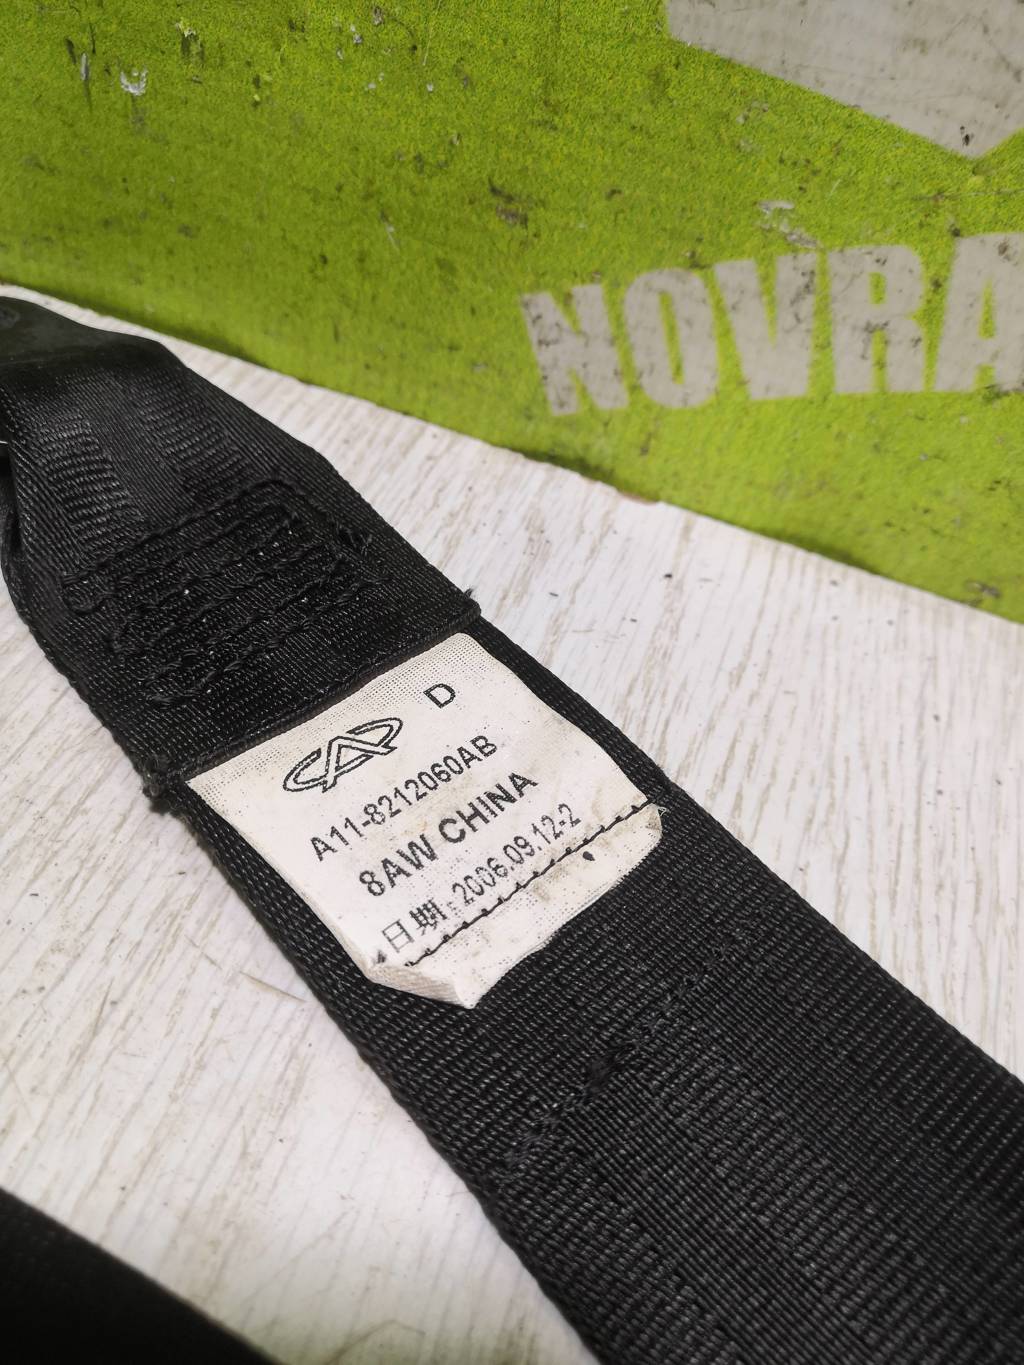 NOVRA
D
A11-8212060AB
8AW CHINA
日期:2006.09.12-2